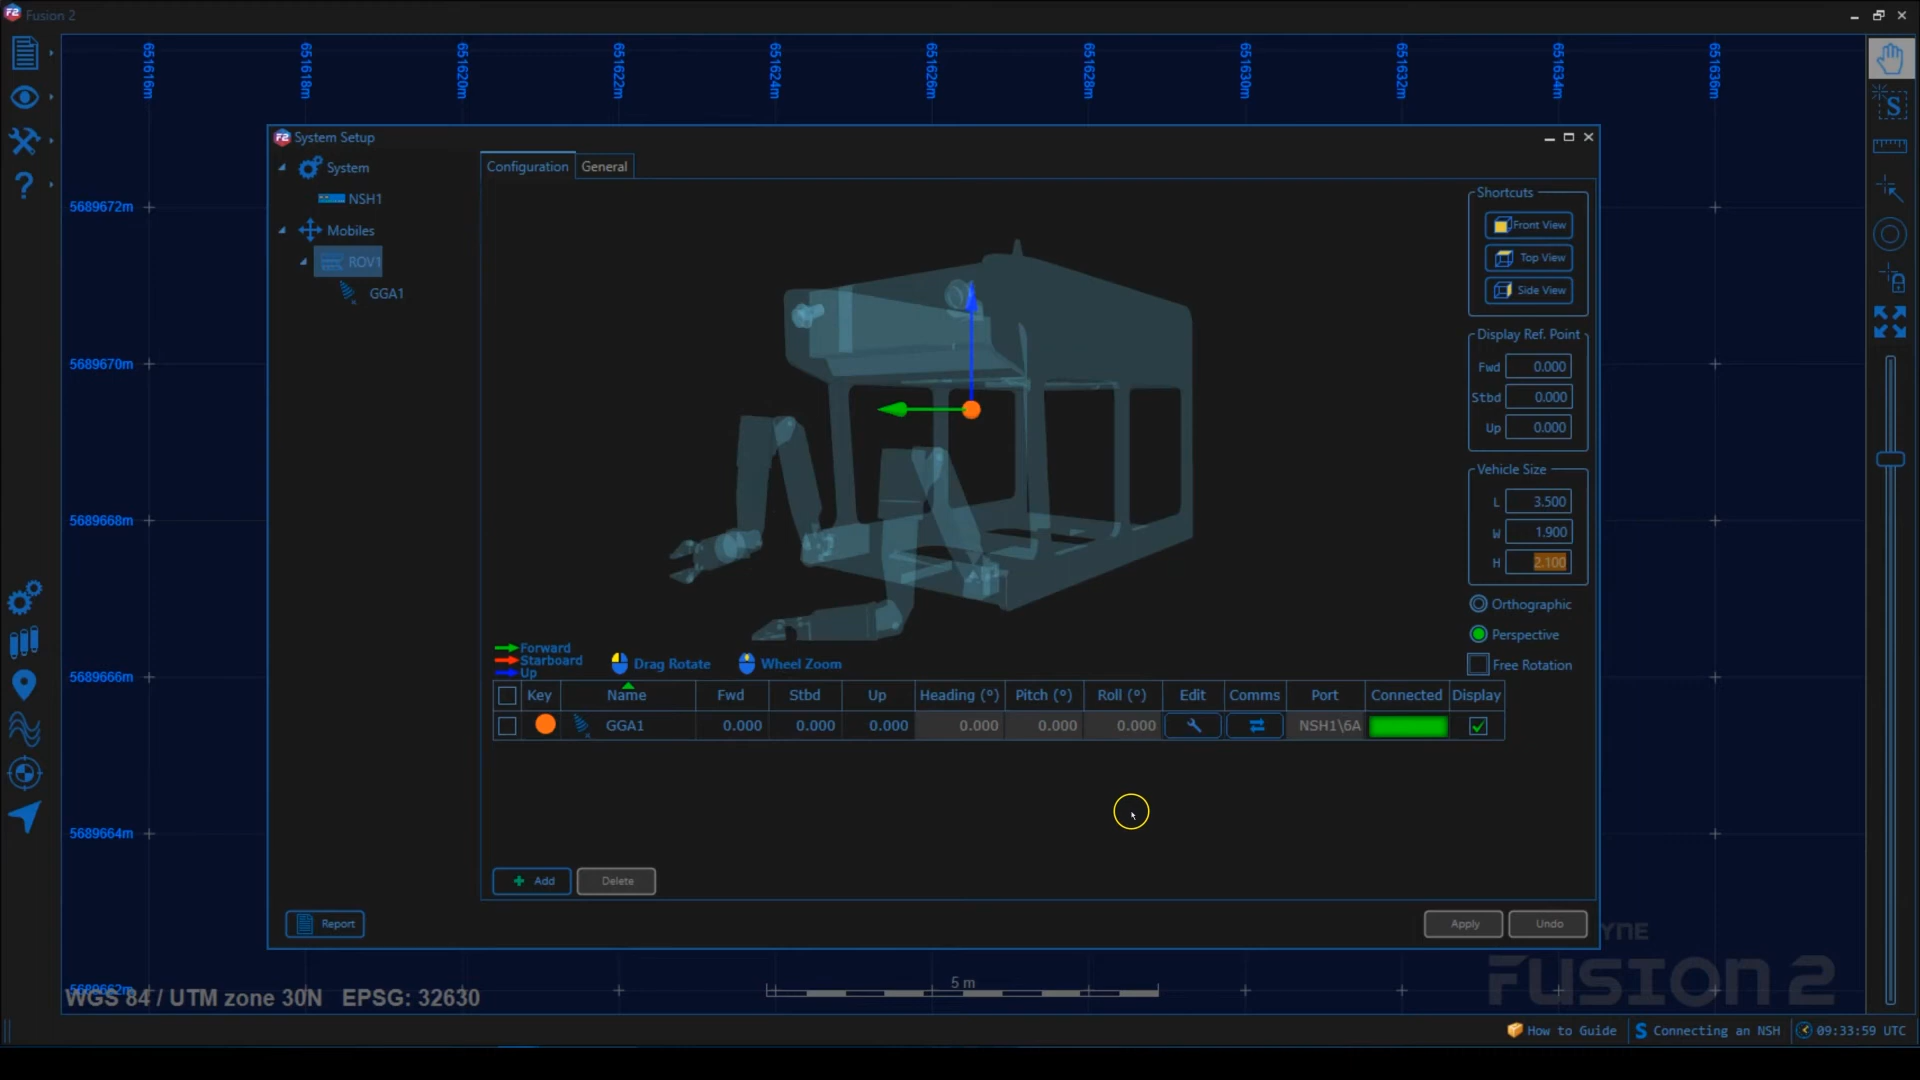 Fusion 2
651616m
651618m
651620m
651622m
651624m
651626m
651628m
651630m
651632m
651634m
651636m
5689672m
5689670m
5689668m
5689666m
5689664m
System Setup
System
NSH1
Mobiles
ROV1
GGA1
Configuration
General
Shortcuts
Front View
Top View
Side View
Display Ref. Point
Fwd 0.000
Stbd 0.000
Up 0.000
Vehicle Size
L 3.500
W 1.900
H 2.100
Orthographic
Perspective
Free Rotation
Forward
Starboard
Up
Drag Rotate
Wheel Zoom
Key Name Fwd Stbd Up Heading (°) Pitch (°) Roll (°) Edit Comms Port Connected Display
GGA1 0.000 0.000 0.000 0.000 0.000 0.000 NSH1\6A
Add
Delete
Report
Apply
Undo
YNE
FUSION 2
5 m
WGS 84 / UTM zone 30N EPSG: 32630
How to Guide
Connecting an NSH
09:33:59 UTC